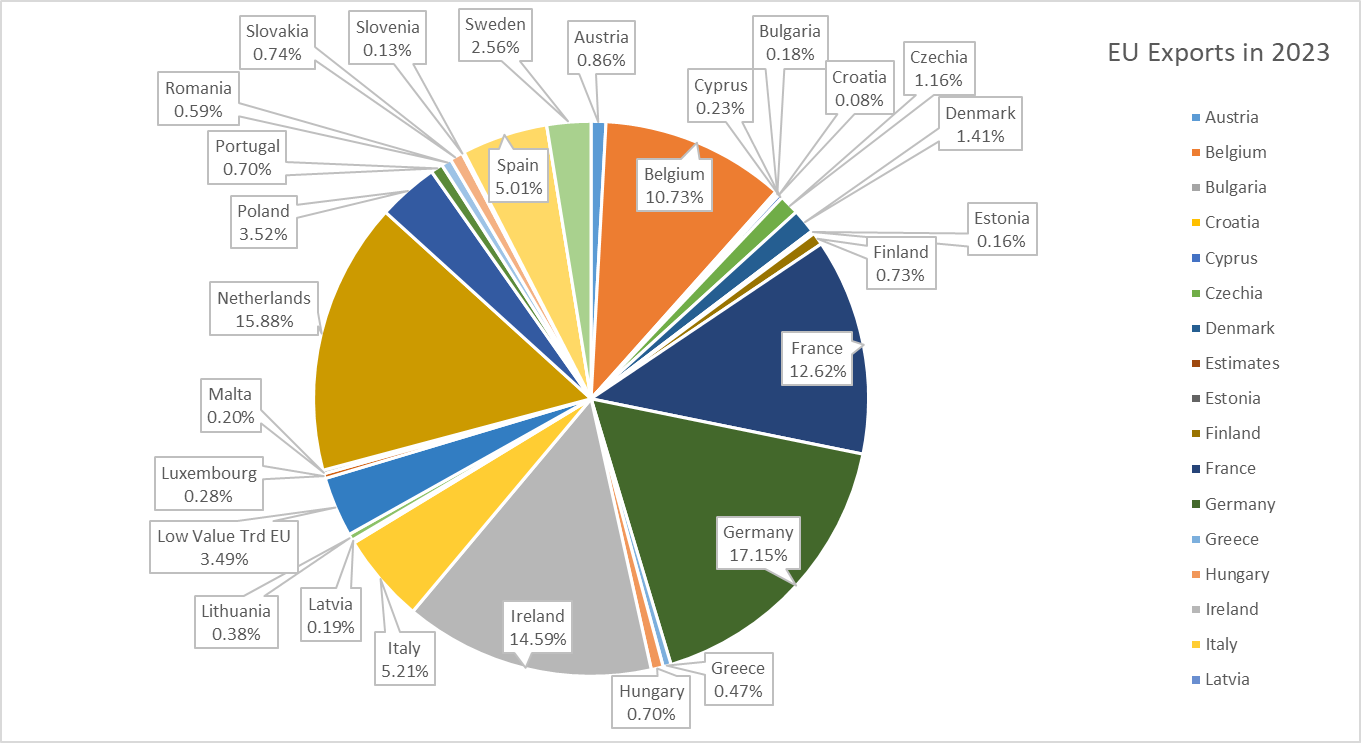 EU Exports in 2023
Austria
0.86%
Belgium
10.73%
Bulgaria
0.18%
Croatia
0.08%
Cyprus
0.23%
Czechia
1.16%
Denmark
1.41%
Estonia
0.16%
Finland
0.73%
France
12.62%
Germany
17.15%
Greece
0.47%
Hungary
0.70%
Ireland
14.59%
Italy
5.21%
Latvia
0.19%
Lithuania
0.38%
Low Value Trd EU
3.49%
Luxembourg
0.28%
Malta
0.20%
Netherlands
15.88%
Poland
3.52%
Portugal
0.70%
Romania
0.59%
Slovakia
0.74%
Slovenia
0.13%
Spain
5.01%
Sweden
2.56%
Austria
Belgium
Bulgaria
Croatia
Cyprus
Czechia
Denmark
Estimates
Estonia
Finland
France
Germany
Greece
Hungary
Ireland
Italy
Latvia